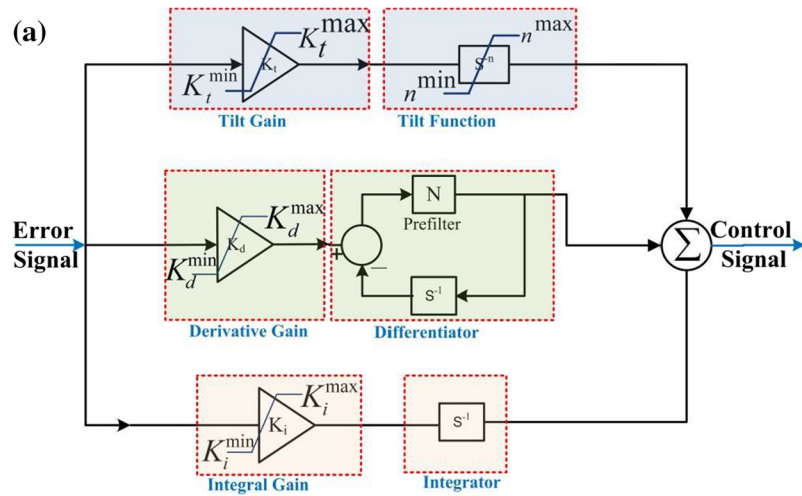 (a)
K_t^max
K_t
K_t^min
Tilt Gain
n^max
S^-n
n^min
Tilt Function
Error
Signal
K_d^max
K_d
K_d^min
Derivative Gain
N
Prefilter
+
−
S^-1
Differentiator
Σ
Control
Signal
K_i^max
K_i
K_i^min
Integral Gain
S^-1
Integrator